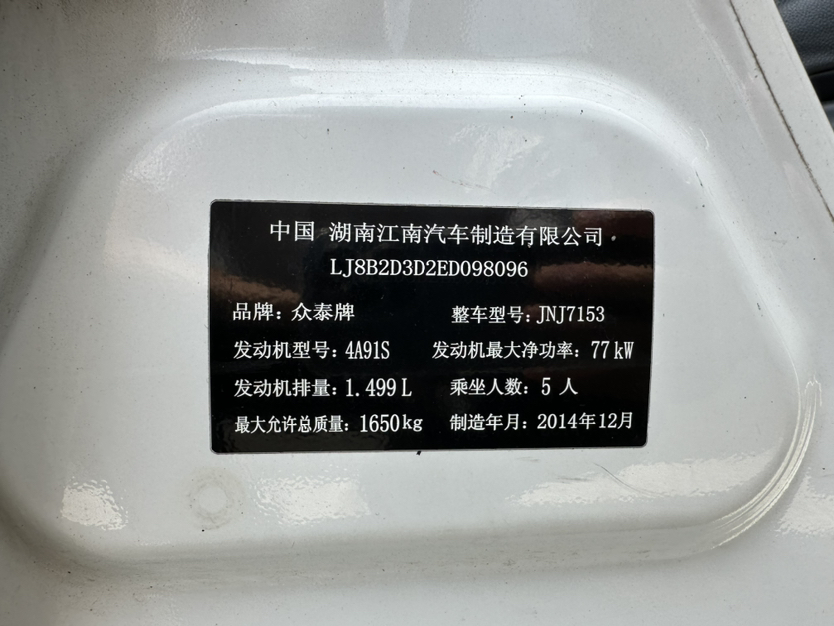 中国 湖南江南汽车制造有限公司
LJ8B2D3D2ED098096
品牌：众泰牌 整车型号：JNJ7153
发动机型号：4A91S 发动机最大净功率：77kW
发动机排量：1.499L 乘坐人数：5 人
最大允许总质量：1650kg 制造年月：2014年12月